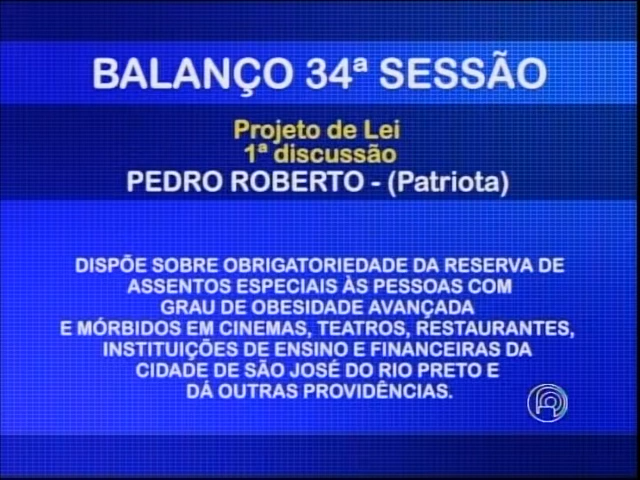 BALANÇO 34ª SESSÃO
Projeto de Lei
1ª discussão
PEDRO ROBERTO - (Patriota)
DISPÕE SOBRE OBRIGATORIEDADE DA RESERVA DE
ASSENTOS ESPECIAIS ÀS PESSOAS COM
GRAU DE OBESIDADE AVANÇADA
E MÓRBIDOS EM CINEMAS, TEATROS, RESTAURANTES,
INSTITUIÇÕES DE ENSINO E FINANCEIRAS DA
CIDADE DE SÃO JOSÉ DO RIO PRETO E
DÁ OUTRAS PROVIDÊNCIAS.